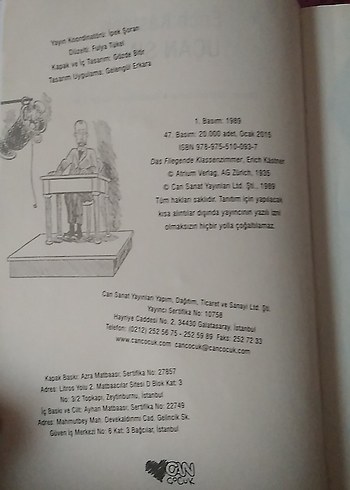 Yayın Koordinatörü: İpek Şoran
Düzelti: Fulya Tükel
Kapak ve İç Tasarım: Gözde Bitir
Tasarım Uygulama: Gelengül Erkara
1. Basım: 1989
47. Basım: 20.000 adet, Ocak 2015
ISBN 978-975-510-093-7
Das Fliegende Klassenzimmer, Erich Kästner
© Atrium Verlag, AG Zürich, 1935
© Can Sanat Yayınları Ltd. Şti., 1989
Tüm hakları saklıdır. Tanıtım için yapılacak
kısa alıntılar dışında yayıncının yazılı izni
olmaksızın hiçbir yolla çoğaltılamaz.
Can Sanat Yayınları Yapım, Dağıtım, Ticaret ve Sanayi Ltd. Şti.
Yayıncı Sertifika No: 10758
Hayriye Caddesi No: 2, 34430 Galatasaray, İstanbul
Telefon: (0212) 252 56 75 - 252 59 89 Faks: 252 72 33
www.cancocuk.com cancocuk@cancocuk.com
Kapak Baskı: Azra Matbaası; Sertifika No: 27857
Adres: Litros Yolu 2. Matbaacılar Sitesi D Blok Kat: 3
No: 3/2 Topkapı, Zeytinburnu, İstanbul
İç Baskı ve Cilt: Ayhan Matbaası, Sertifika No: 22749
Adres: Mahmutbey Mah. Devekaldırımı Cad. Gelincik Sk.
Güven İş Merkezi No: 6 Kat: 3 Bağcılar, İstanbul
CAN
ÇOCUK